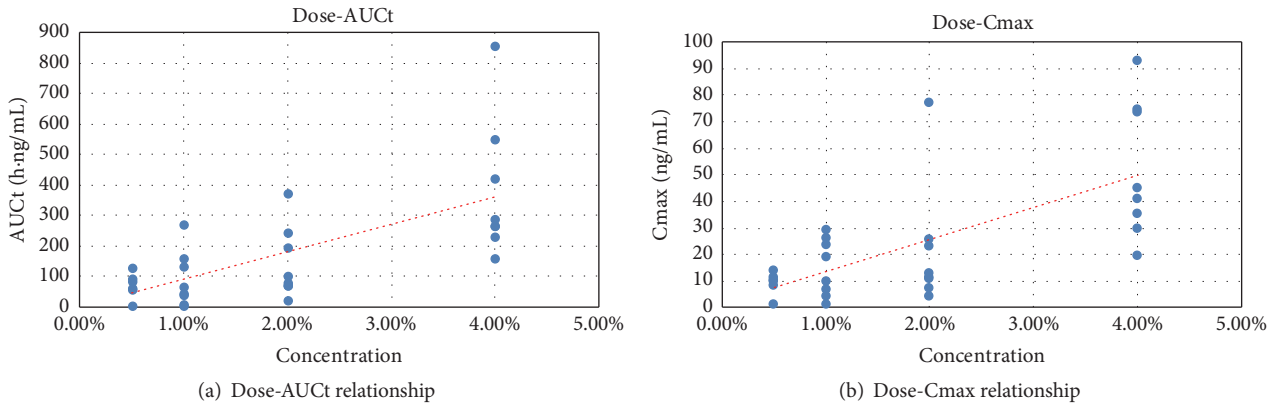 Dose-AUCt
900
800
700
600
500
400
300
200
100
0
AUCt (h·ng/mL)
0.00% 1.00% 2.00% 3.00% 4.00% 5.00%
Concentration
(a) Dose-AUCt relationship
Dose-Cmax
100
90
80
70
60
50
40
30
20
10
0
Cmax (ng/mL)
0.00% 1.00% 2.00% 3.00% 4.00% 5.00%
Concentration
(b) Dose-Cmax relationship